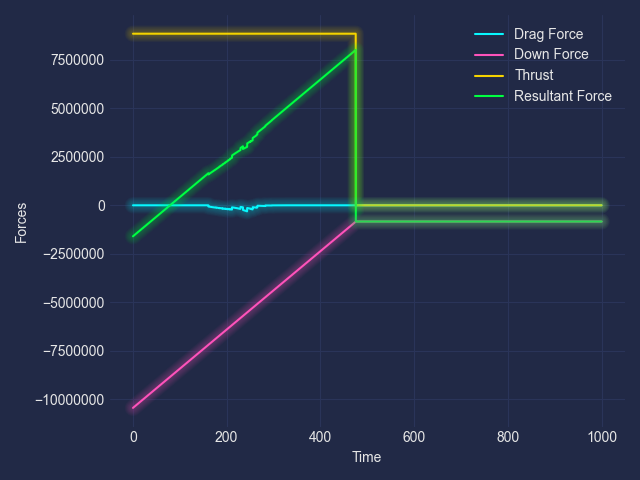 Drag Force
Down Force
Thrust
Resultant Force
7500000
5000000
2500000
0
−2500000
−5000000
−7500000
−10000000
Forces
0 200 400 600 800 1000
Time